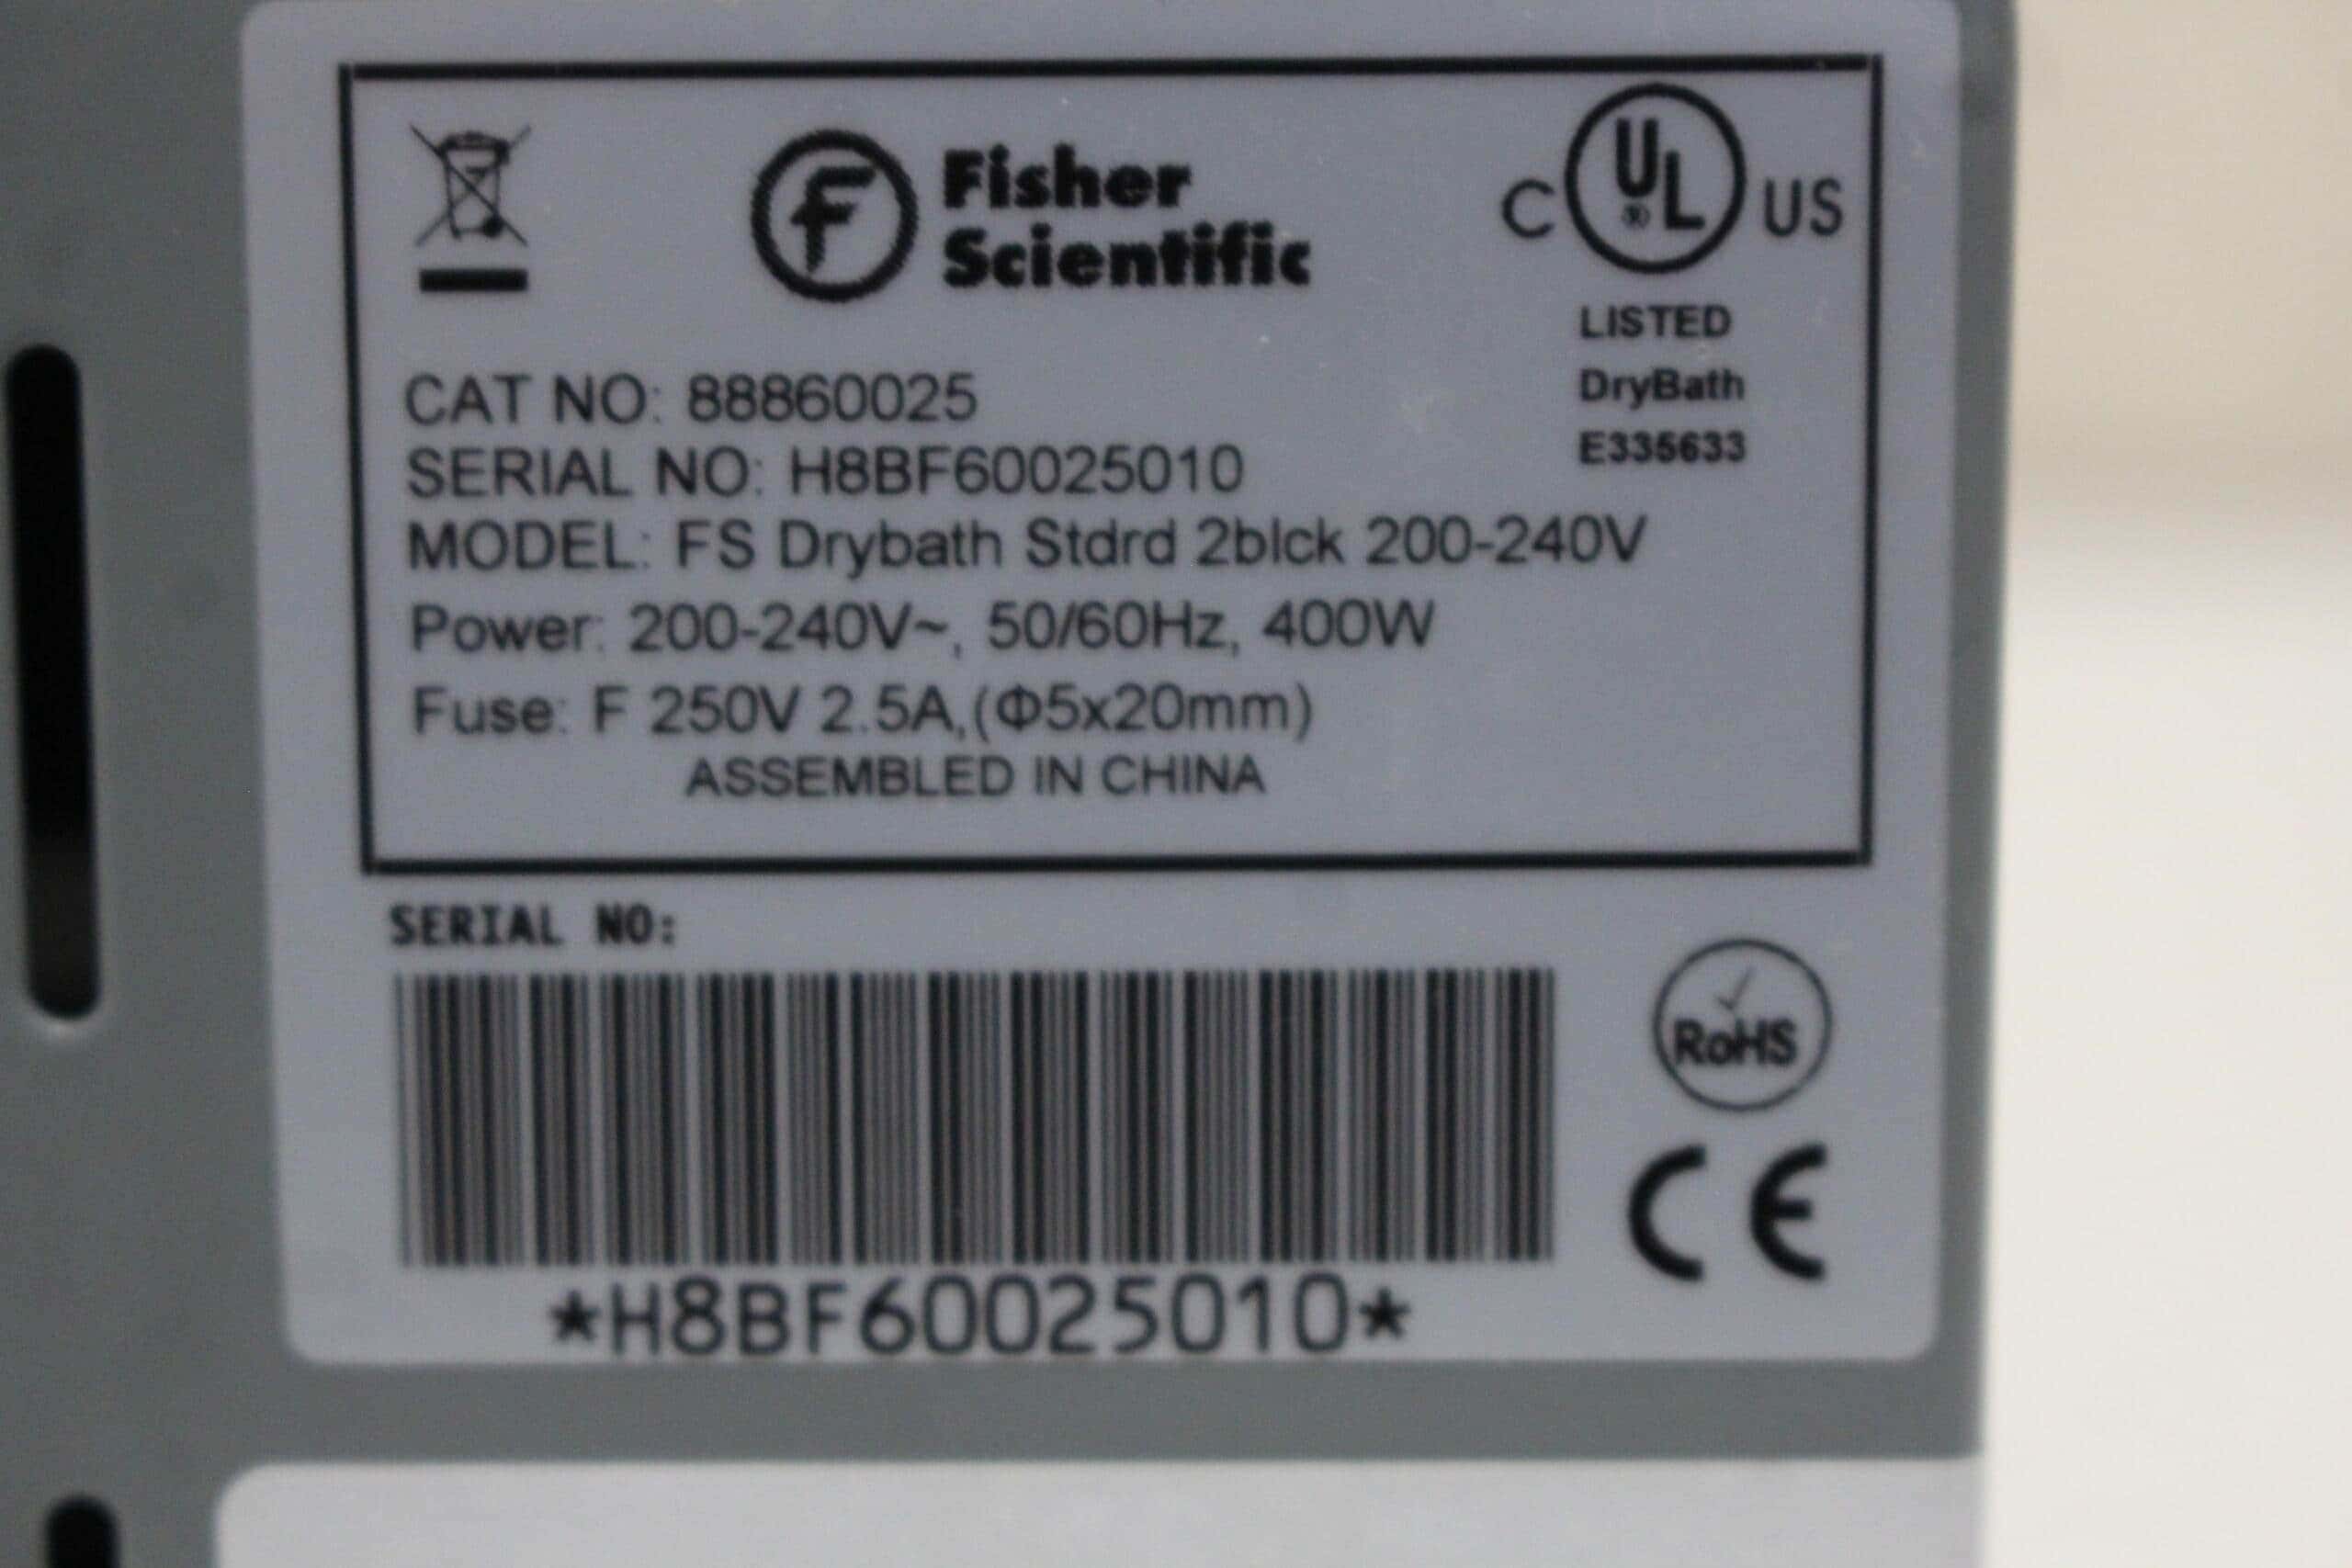 Fisher
Scientific
C UL® US
LISTED
DryBath
E335633
CAT NO: 88860025
SERIAL NO: H8BF60025010
MODEL: FS Drybath Stdrd 2blck 200-240V
Power: 200-240V~, 50/60Hz, 400W
Fuse: F 250V 2.5A,(Φ5x20mm)
ASSEMBLED IN CHINA
SERIAL NO:
RoHS
CE
*H8BF60025010*